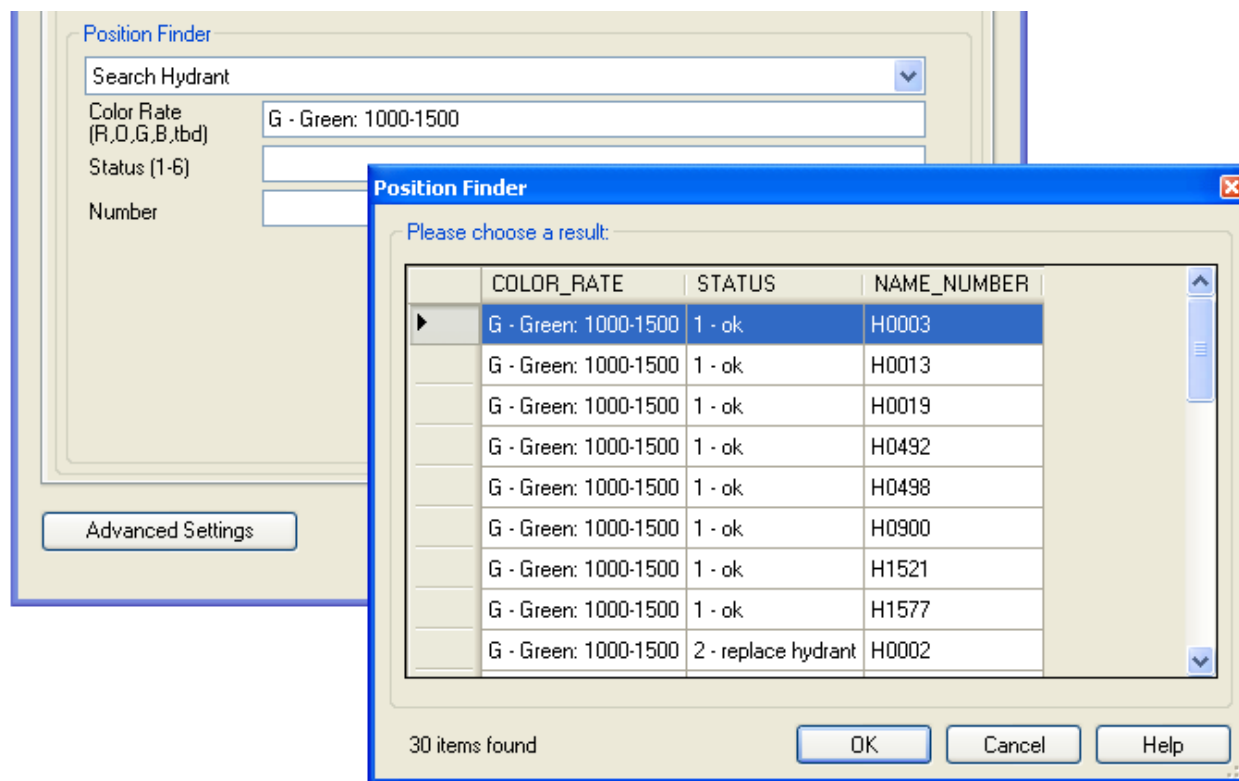 Position Finder
Search Hydrant
Color Rate
(R,O,G,B,tbd)
G - Green: 1000-1500
Status (1-6)
Number
Advanced Settings
Position Finder
Please choose a result:
COLOR_RATE STATUS NAME_NUMBER
G - Green: 1000-1500 1 - ok H0003
G - Green: 1000-1500 1 - ok H0013
G - Green: 1000-1500 1 - ok H0019
G - Green: 1000-1500 1 - ok H0492
G - Green: 1000-1500 1 - ok H0498
G - Green: 1000-1500 1 - ok H0900
G - Green: 1000-1500 1 - ok H1521
G - Green: 1000-1500 1 - ok H1577
G - Green: 1000-1500 2 - replace hydrant H0002
30 items found OK Cancel Help